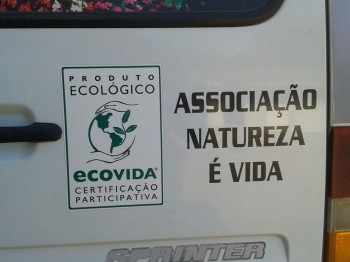 PRODUTO
ECOLÓGICO
ecovida®
CERTIFICAÇÃO
PARTICIPATIVA
ASSOCIAÇÃO
NATUREZA
É VIDA
SPRINTER